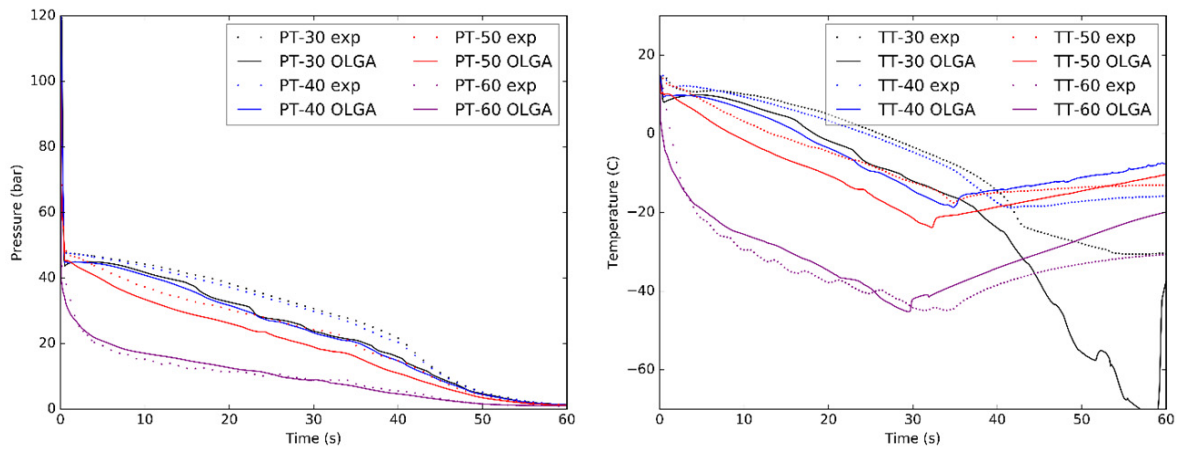 120
100
80
60
40
20
0
Pressure (bar)
PT-30 exp
PT-30 OLGA
PT-40 exp
PT-40 OLGA
PT-50 exp
PT-50 OLGA
PT-60 exp
PT-60 OLGA
0 10 20 30 40 50 60
Time (s)
20
0
−20
−40
−60
Temperature (C)
TT-30 exp
TT-30 OLGA
TT-40 exp
TT-40 OLGA
TT-50 exp
TT-50 OLGA
TT-60 exp
TT-60 OLGA
0 10 20 30 40 50 60
Time (s)